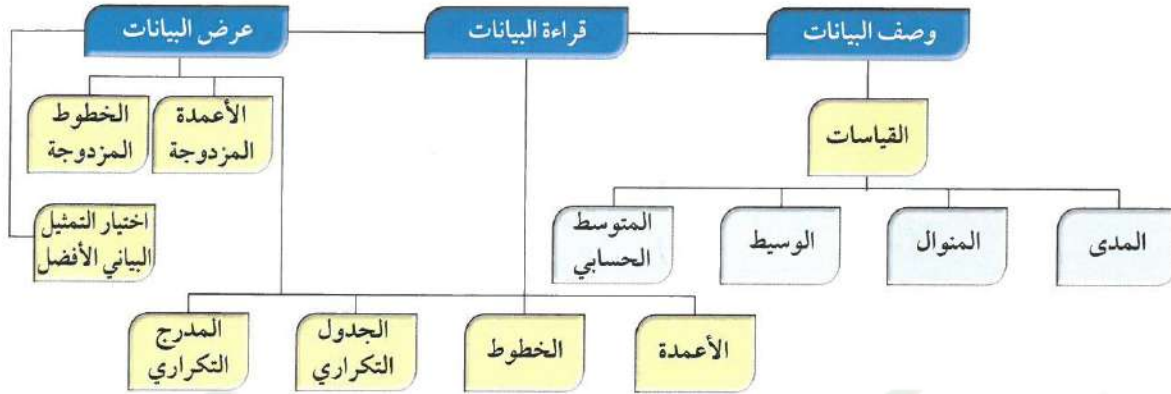 وصف البيانات
قراءة البيانات
عرض البيانات
القياسات
الأعمدة
المزدوجة
الخطوط
المزدوجة
المدى
المنوال
الوسيط
المتوسط
الحسابي
اختيار التمثيل
البياني الأفضل
الأعمدة
الخطوط
الجدول
التكراري
المدرج
التكراري